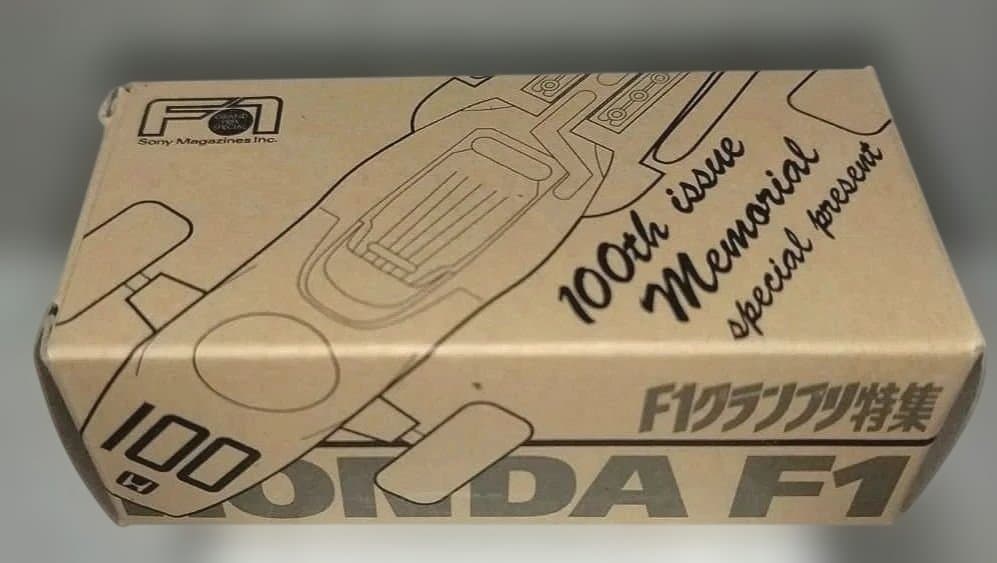 F1
GRAND
PRIX
SPECIAL
Sony Magazines Inc.
100th issue
Memorial
special present
F1グランプリ特集
100
HONDA F1